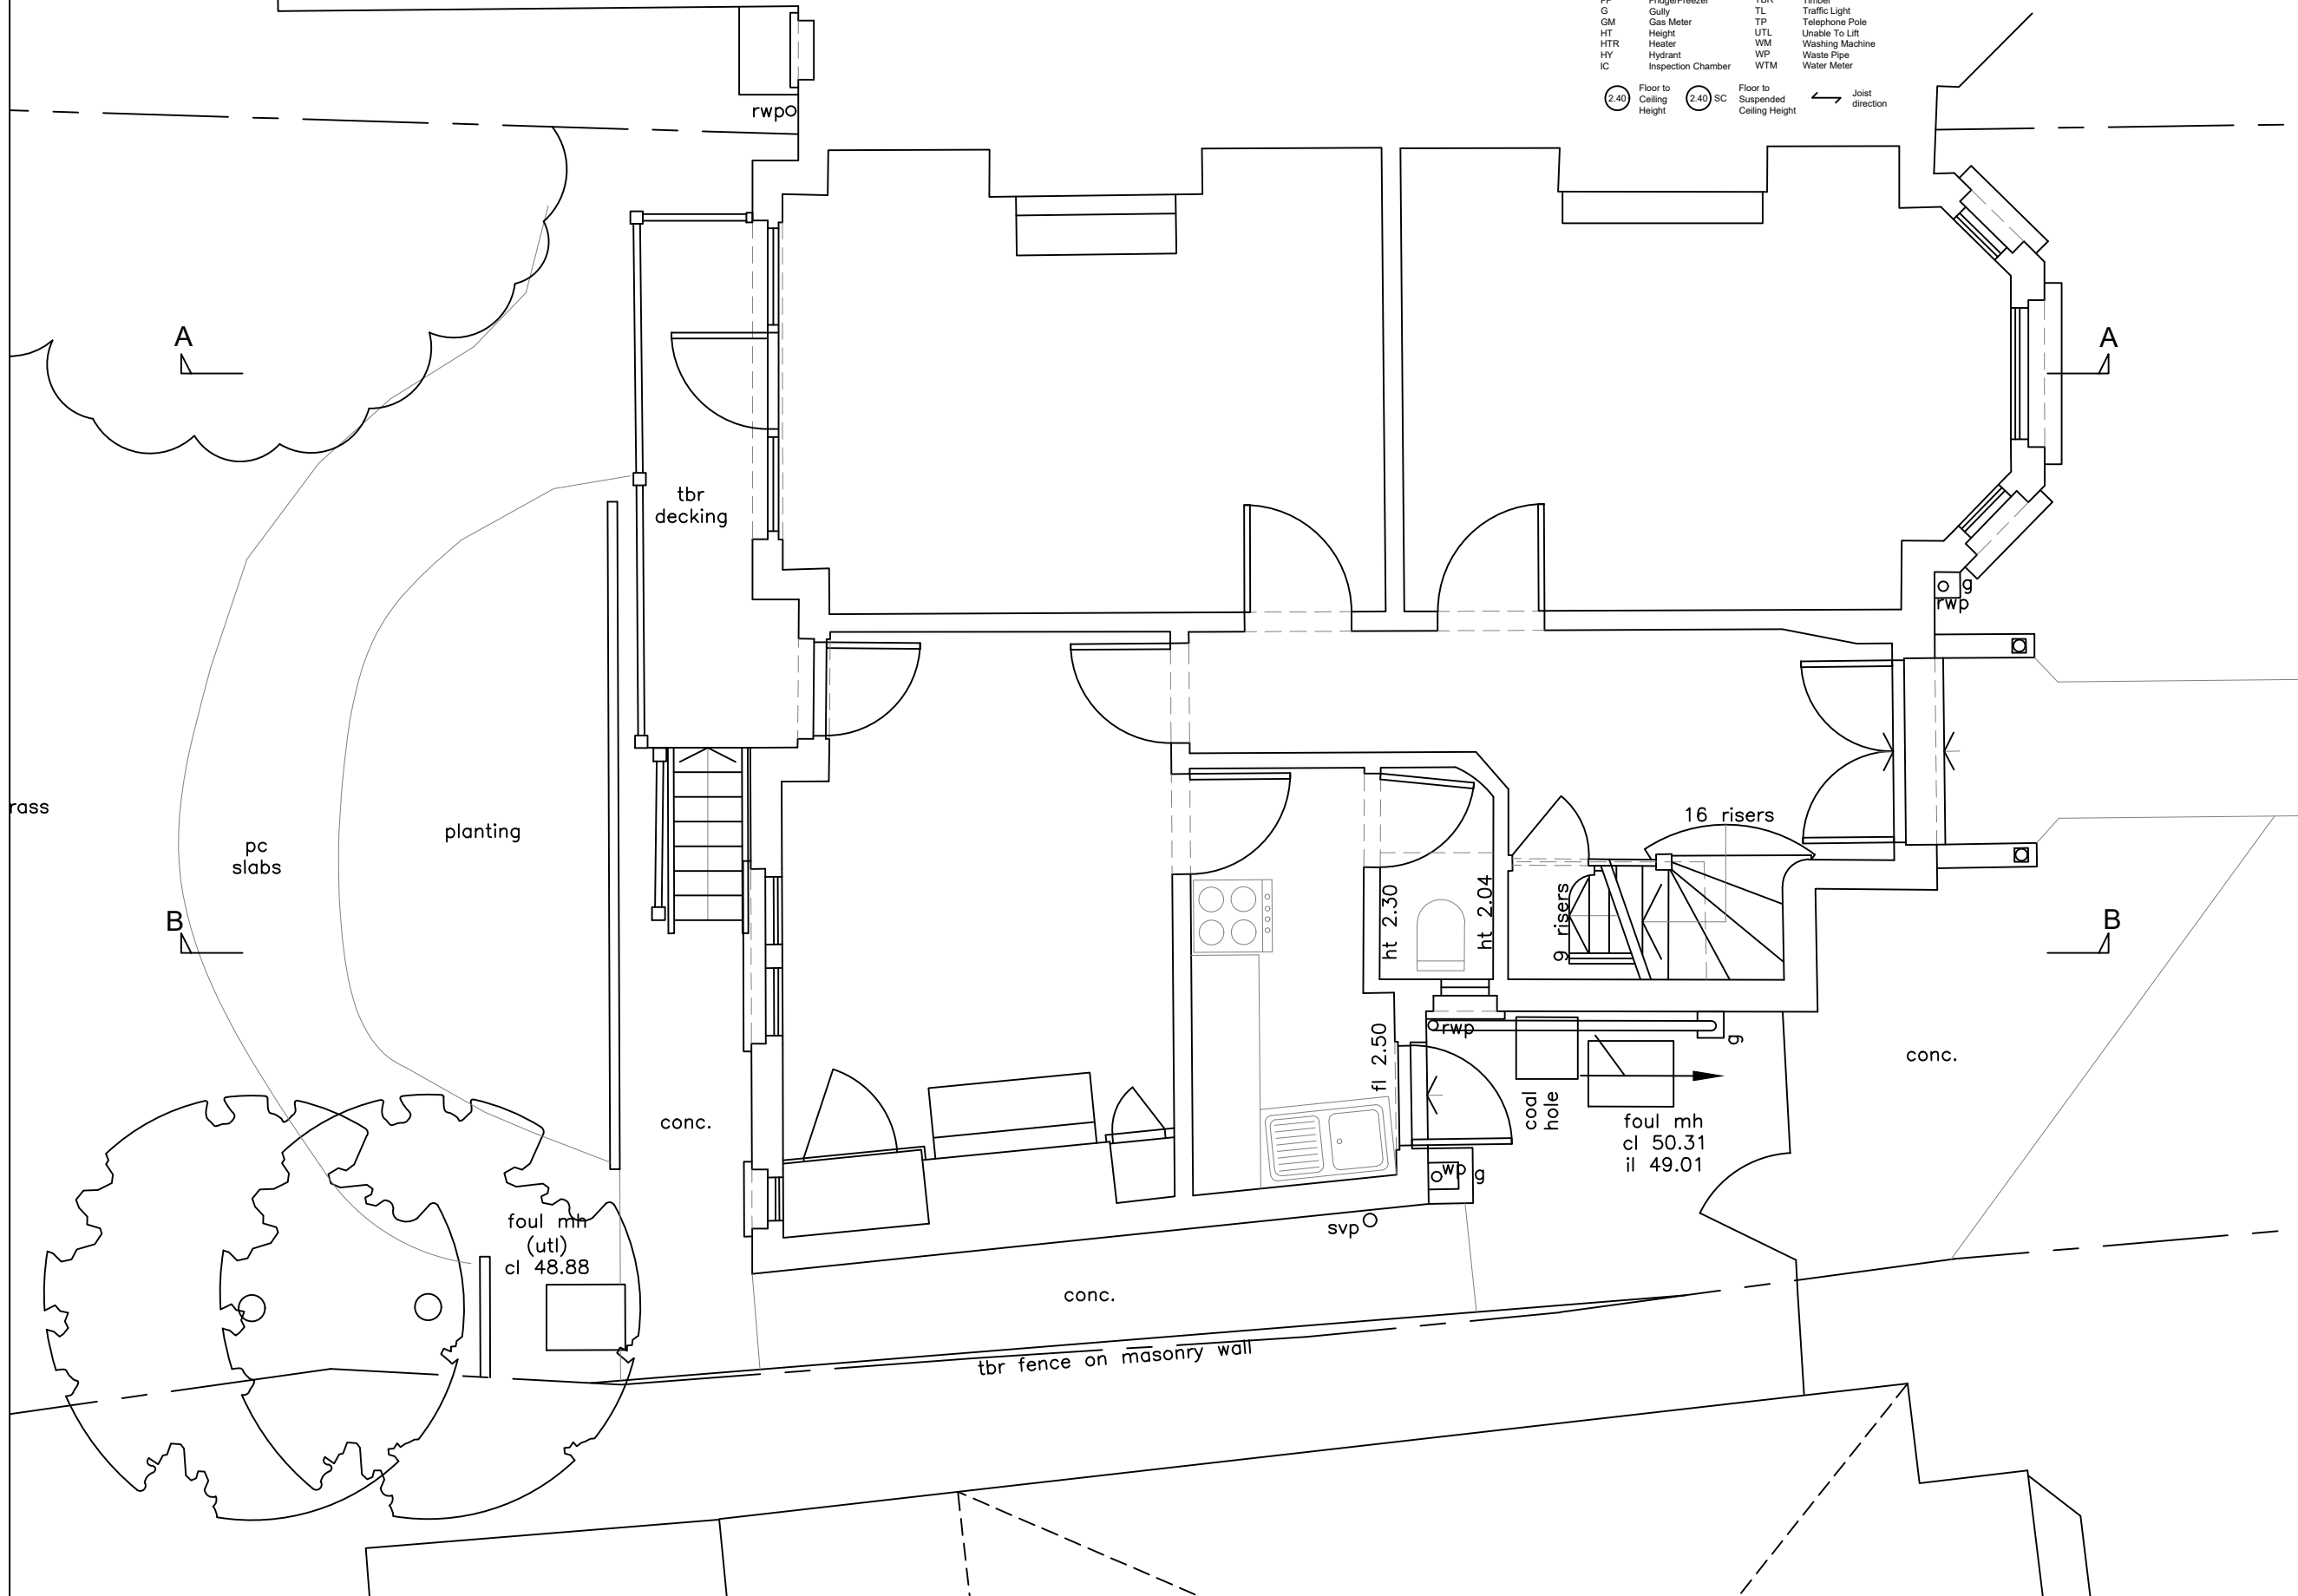 FF Fridge/Freezer TBR Timber
G Gully TL Traffic Light
GM Gas Meter TP Telephone Pole
HT Height UTL Unable To Lift
HTR Heater WM Washing Machine
HY Hydrant WP Waste Pipe
IC Inspection Chamber WTM Water Meter
2.40 Floor to
Ceiling
Height
2.40 SC Floor to
Suspended
Ceiling Height
Joist
direction
rwp
A
A
tbr
decking
g
rwp
rass
pc
slabs
planting
16 risers
B
B
ht 2.30
ht 2.04
9 risers
fl 2.50
rwp
g
coal
hole
conc.
conc.
foul mh
cl 50.31
il 49.01
wp g
svp
foul mh
(utl)
cl 48.88
conc.
tbr fence on masonry wall